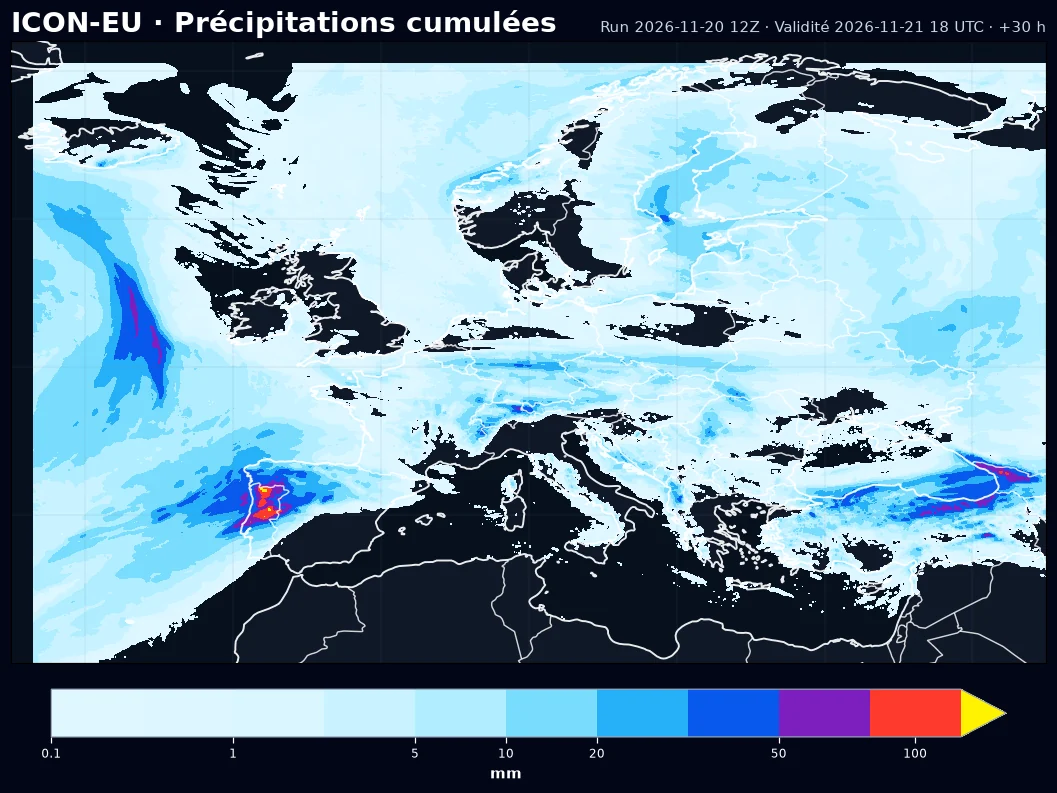 ICON-EU · Précipitations cumulées
Run 2026-11-20 12Z · Validité 2026-11-21 18 UTC · +30 h
0.1 1 5 10 20 50 100
mm